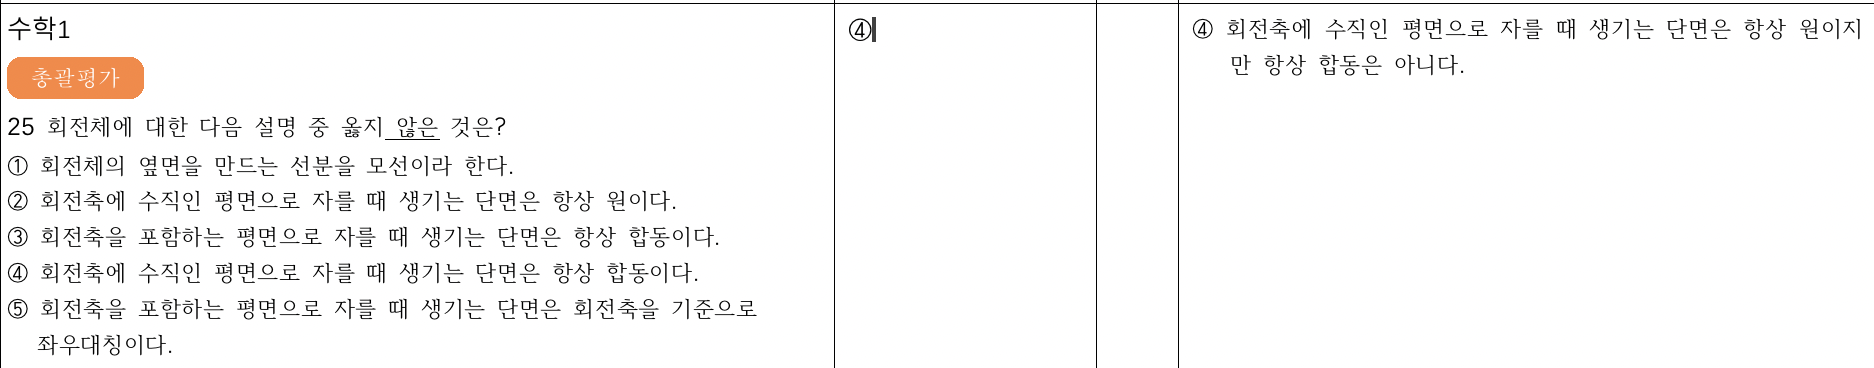 수학1
총괄평가
25 회전체에 대한 다음 설명 중 옳지 않은 것은?
① 회전체의 옆면을 만드는 선분을 모선이라 한다.
② 회전축에 수직인 평면으로 자를 때 생기는 단면은 항상 원이다.
③ 회전축을 포함하는 평면으로 자를 때 생기는 단면은 항상 합동이다.
④ 회전축에 수직인 평면으로 자를 때 생기는 단면은 항상 합동이다.
⑤ 회전축을 포함하는 평면으로 자를 때 생기는 단면은 회전축을 기준으로
좌우대칭이다.
④
④ 회전축에 수직인 평면으로 자를 때 생기는 단면은 항상 원이지
만 항상 합동은 아니다.